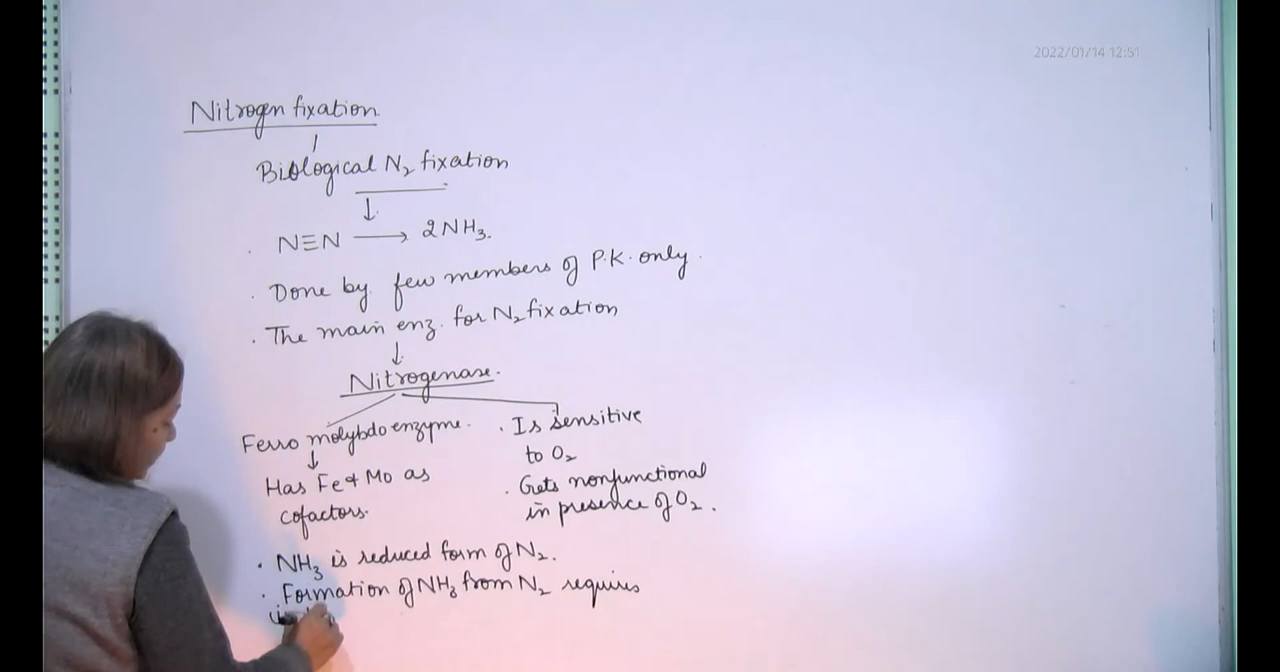 2022/01/14 12:51
Nitrogen fixation
Biological N₂ fixation
↓
N≡N → 2NH₃.
. Done by few members of P.K. only.
. The main enz. for N₂ fixation
↓
Nitrogenase.
Ferro molybdo enzyme.
↓
Has Fe & Mo as
cofactors.
. Is sensitive
to O₂
. Gets nonfunctional
in presence of O₂.
. NH₃ is reduced form of N₂.
. Formation of NH₃ from N₂ requires